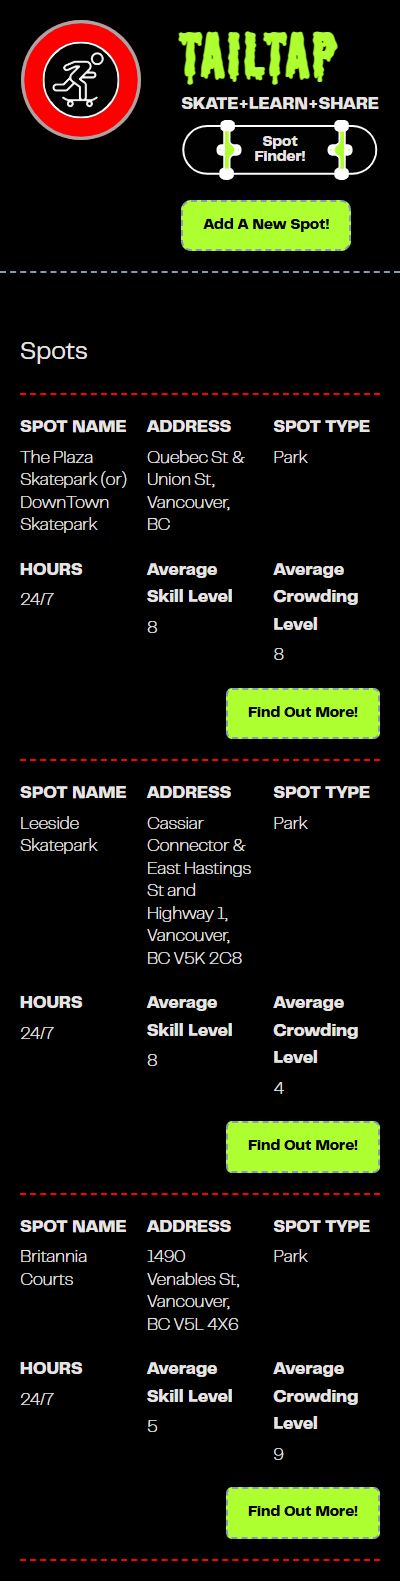 TAILTAP
SKATE+LEARN+SHARE
Spot
Finder!
Add A New Spot!
Spots
SPOT NAME
The Plaza
Skatepark (or)
DownTown
Skatepark
ADDRESS
Quebec St &
Union St,
Vancouver,
BC
SPOT TYPE
Park
HOURS
24/7
Average
Skill Level
8
Average
Crowding
Level
8
Find Out More!
SPOT NAME
Leeside
Skatepark
ADDRESS
Cassiar
Connector &
East Hastings
St and
Highway 1,
Vancouver,
BC V5K 2C8
SPOT TYPE
Park
HOURS
24/7
Average
Skill Level
8
Average
Crowding
Level
4
Find Out More!
SPOT NAME
Britannia
Courts
ADDRESS
1490
Venables St,
Vancouver,
BC V5L 4X6
SPOT TYPE
Park
HOURS
24/7
Average
Skill Level
5
Average
Crowding
Level
9
Find Out More!